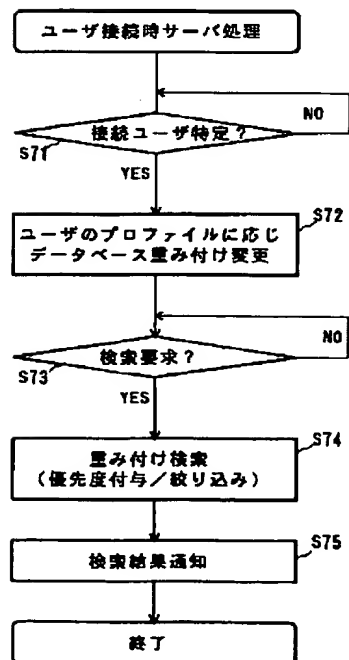 ユーザ接続時サーバ処理
NO
接続ユーザ特定？
S71
YES
S72
ユーザのプロファイルに応じ
データベース重み付け変更
NO
検索要求？
S73
YES
S74
重み付け検索
(優先度付与/絞り込み)
S75
検索結果通知
終了